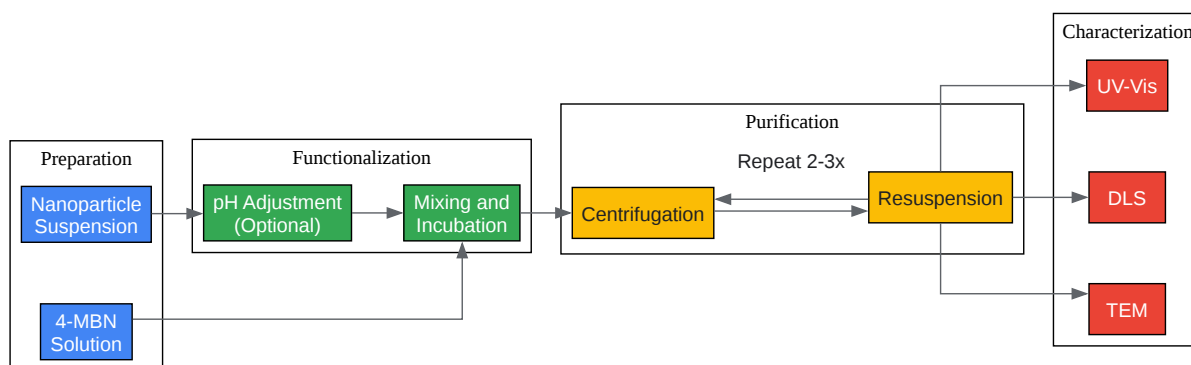 Preparation
Nanoparticle
Suspension
4-MBN
Solution
Functionalization
pH Adjustment
(Optional)
Mixing and
Incubation
Purification
Repeat 2-3x
Centrifugation
Resuspension
Characterization
UV-Vis
DLS
TEM